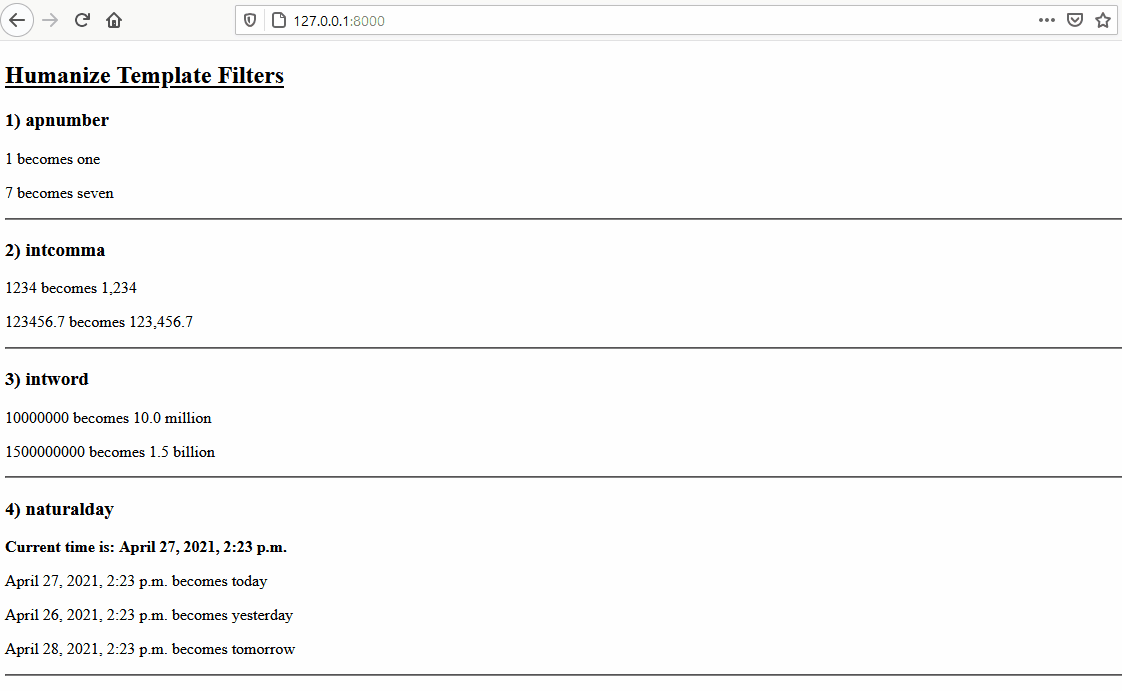 127.0.0.1:8000
Humanize Template Filters
1) apnumber
1 becomes one
7 becomes seven
2) intcomma
1234 becomes 1,234
123456.7 becomes 123,456.7
3) intword
10000000 becomes 10.0 million
1500000000 becomes 1.5 billion
4) naturalday
Current time is: April 27, 2021, 2:23 p.m.
April 27, 2021, 2:23 p.m. becomes today
April 26, 2021, 2:23 p.m. becomes yesterday
April 28, 2021, 2:23 p.m. becomes tomorrow